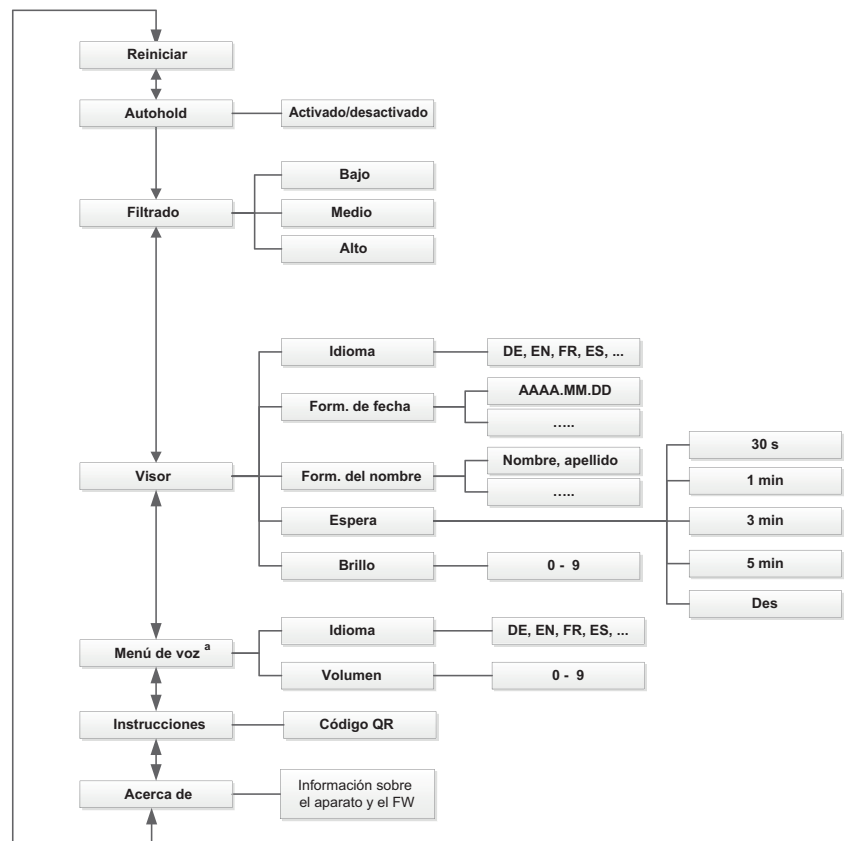 Reiniciar
Autohold
Activado/desactivado
Filtrado
Bajo
Medio
Alto
Visor
Idioma
DE, EN, FR, ES, ...
Form. de fecha
AAAA.MM.DD
.....
Form. del nombre
Nombre, apellido
.....
Espera
30 s
1 min
3 min
5 min
Des
Brillo
0 - 9
Menú de voz a
Idioma
DE, EN, FR, ES, ...
Volumen
0 - 9
Instrucciones
Código QR
Acerca de
Información sobre
el aparato y el FW